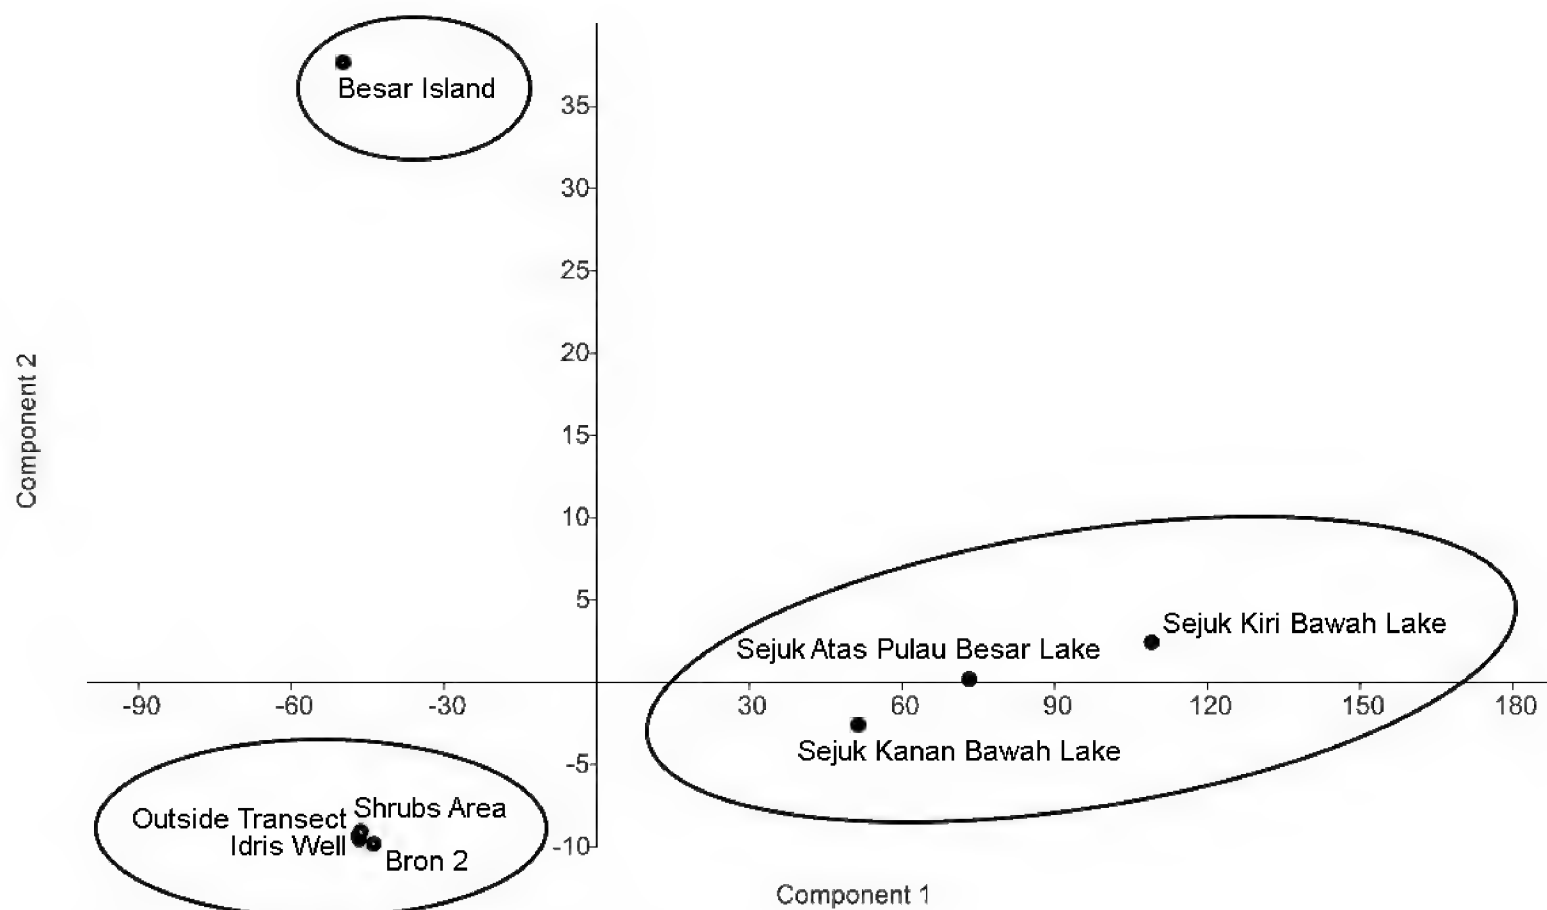 Besar Island
35
30
25
20
15
10
5
Component 2
Sejuk Kiri Bawah Lake
Sejuk Atas Pulau Besar Lake
-90 -60 -30 30 60 90 120 150 180
Sejuk Kanan Bawah Lake
-5
Shrubs Area
Outside Transect
Idris Well
-10
Bron 2
Component 1